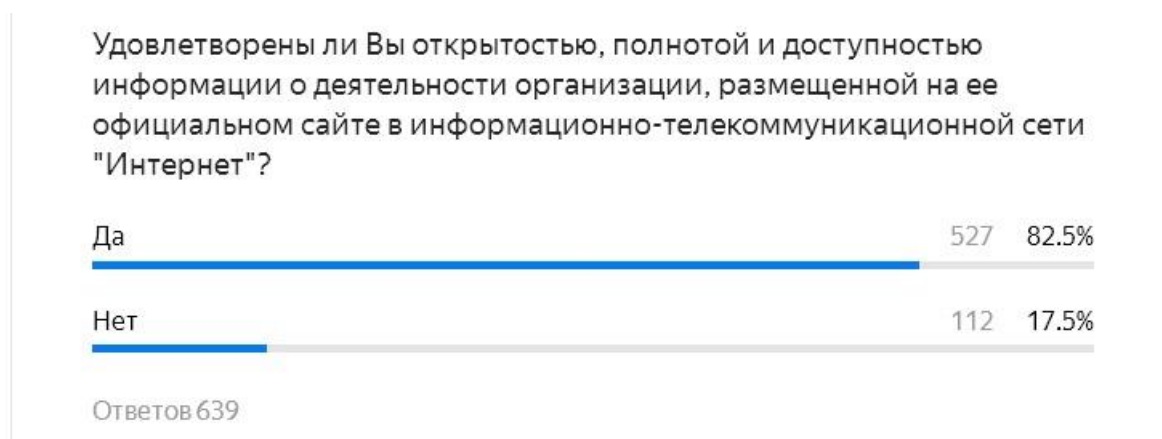 Удовлетворены ли Вы открытостью, полнотой и доступностью
информации о деятельности организации, размещенной на ее
официальном сайте в информационно-телекоммуникационной сети
"Интернет"?
Да 527 82.5%
Нет 112 17.5%
Ответов 639